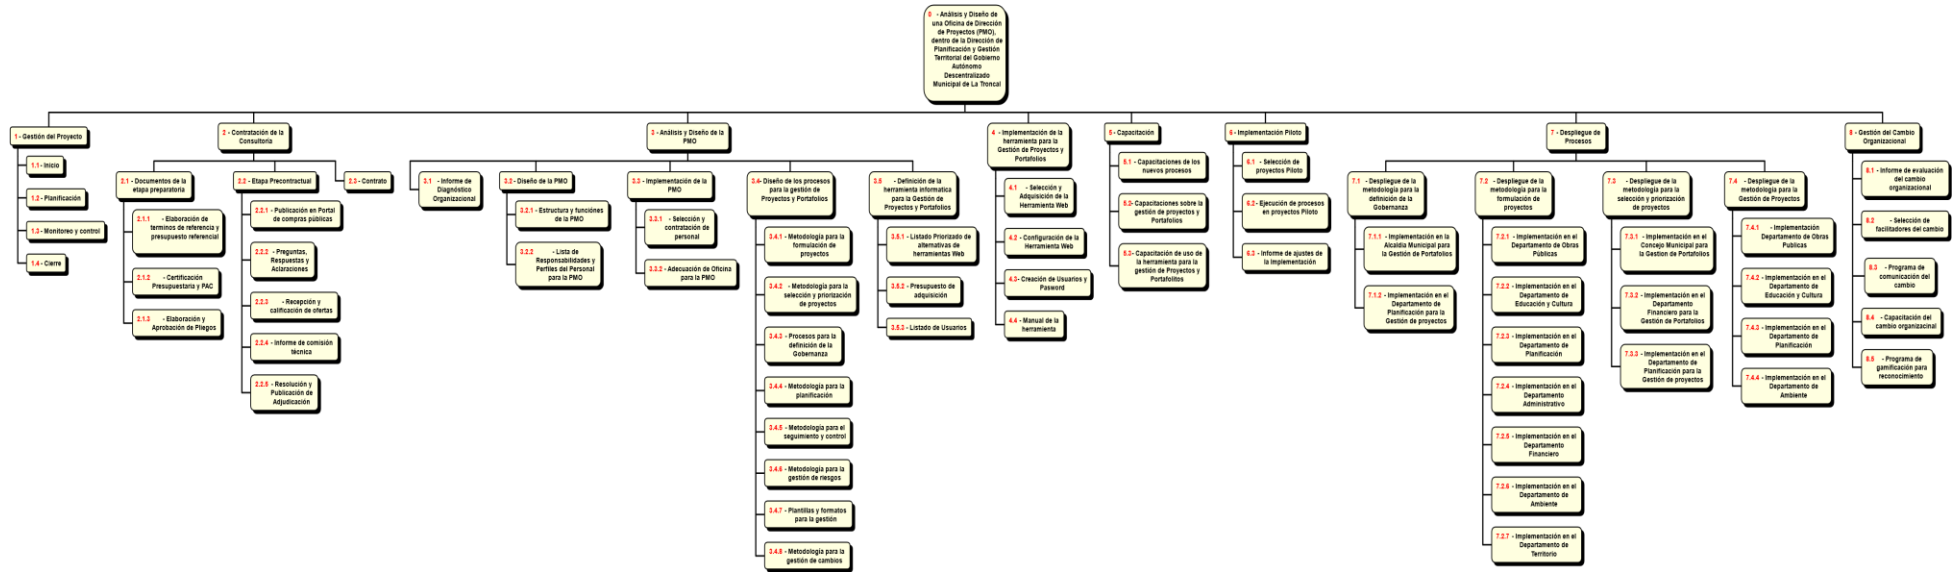 0 - Análisis y Diseño de
una Oficina de Dirección
de Proyectos (PMO),
dentro de la Dirección de
Planificación y Gestión
Territorial del Gobierno
Autónomo
Descentralizado
Municipal de La Troncal
1 - Gestión del Proyecto
1.1 - Inicio
1.2 - Planificación
1.3 - Monitoreo y control
1.4 - Cierre
2 - Contratación de la
Consultoría
2.1 - Documentos de la
etapa preparatoria
2.1.1 - Elaboración de
terminos de referencia y
presupuesto referencial
2.1.2 - Certificación
Presupuestaria y PAC
2.1.3 - Elaboración y
Aprobación de Pliegos
2.2 - Etapa Precontractual
2.2.1 - Publicación en Portal
de compras públicas
2.2.2 - Preguntas,
Respuestas y
Aclaraciones
2.2.3 - Recepción y
calificación de ofertas
2.2.4 - Informe de comisión
técnica
2.2.5 - Resolución y
Publicación de
Adjudicación
2.3 - Contrato
3 - Análisis y Diseño de la
PMO
3.1 - Informe de
Diagnóstico
Organizacional
3.2 - Diseño de la PMO
3.2.1 - Estructura y funciónes
de la PMO
3.2.2 - Lista de
Responsabilidades y
Perfiles del Personal
para la PMO
3.3 - Implementación de la
PMO
3.3.1 - Selección y
contratación de
personal
3.3.2 - Adecuación de Oficina
para la PMO
3.4- Diseño de los procesos
para la gestión de
Proyectos y Portafolios
3.4.1 - Metodología para la
formulación de
proyectos
3.4.2 - Metodología para la
selección y priorización
de proyectos
3.4.3 - Procesos para la
definición de la
Gobernanza
3.4.4 - Metodología para la
planificación
3.4.5 - Metodología para el
seguimiento y control
3.4.6 - Metodología para la
gestión de riesgos
3.4.7 - Plantillas y formatos
para la gestión
3.4.8 - Metodología para la
gestión de cambios
3.5 - Definición de la
herramienta informatica
para la Gestión de
Proyectos y Portafolios
3.5.1 - Listado Priorizado de
alternativas de
herramientas Web
3.5.2 - Presupuesto de
adquisición
3.5.3 - Listado de Usuarios
4 - Implementación de la
herramienta para la
Gestión de Proyectos y
Portafolios
4.1 - Selección y
Adquisición de la
Herramienta Web
4.2 - Configuración de la
Herramienta Web
4.3- Creación de Usuarios y
Pasword
4.4 - Manual de la
herramienta
5 - Capacitación
5.1 - Capacitaciones de los
nuevos procesos
5.2- Capacitaciones sobre la
gestión de proyectos y
Portafolios
5.3- Capacitación de uso de
la herramienta para la
gestión de Proyectos y
Portafolitos
6 - Implementación Piloto
6.1 - Selección de
proyectos Piloto
6.2- Ejecución de procesos
en proyectos Piloto
6.3 - Informe de ajustes de
la Implementación
7 - Despliegue de
Procesos
7.1 - Despliegue de la
metodología para la
definición de la
Gobernanza
7.1.1 - Implementación en la
Alcaldía Municipal para
la Gestión de Portafolios
7.1.2 - Implementación en el
Departamento de
Planificación para la
Gestión de proyectos
7.2 - Despliegue de la
metodología para la
formulación de
proyectos
7.2.1 - Implementación en el
Departamento de Obras
Públicas
7.2.2 - Implementación en el
Departamento de
Educación y Cultura
7.2.3 - Implementación en el
Departamento de
Planificación
7.2.4 - Implementación en el
Departamento
Administrativo
7.2.5 - Implementación en el
Departamento
Financiero
7.2.6 - Implementación en el
Departamento de
Ambiente
7.2.7 - Implementación en el
Departamento de
Territorio
7.3 - Despliegue de la
metodología para la
selección y priorización
de proyectos
7.3.1 - Implementación en el
Concejo Municipal para
la Gestion de Portafolios
7.3.2 - Implementación en el
Departamento
Financiero para la
Gestión de Portafolios
7.3.3 - Implementación en el
Departamento de
Planificación para la
Gestión de proyectos
7.4 - Despliegue de la
metodología para la
Gestión de Proyectos
7.4.1 - Implementación
Departamento de Obras
Publicas
7.4.2 - Implementación en el
Departamento de
Educación y Cultura
7.4.3 - Implementación en el
Departamento de
Planificación
7.4.4 - Implementación en el
Departamento de
Ambiente
8 - Gestión del Cambio
Organizacional
8.1 - Informe de evaluación
del cambio
organizacional
8.2 - Selección de
facilitadores del cambio
8.3 - Programa de
comunicación del
cambio
8.4 - Capacitación del
cambio organizacinal
8.5 - Programa de
gamificación para
reconocimiento